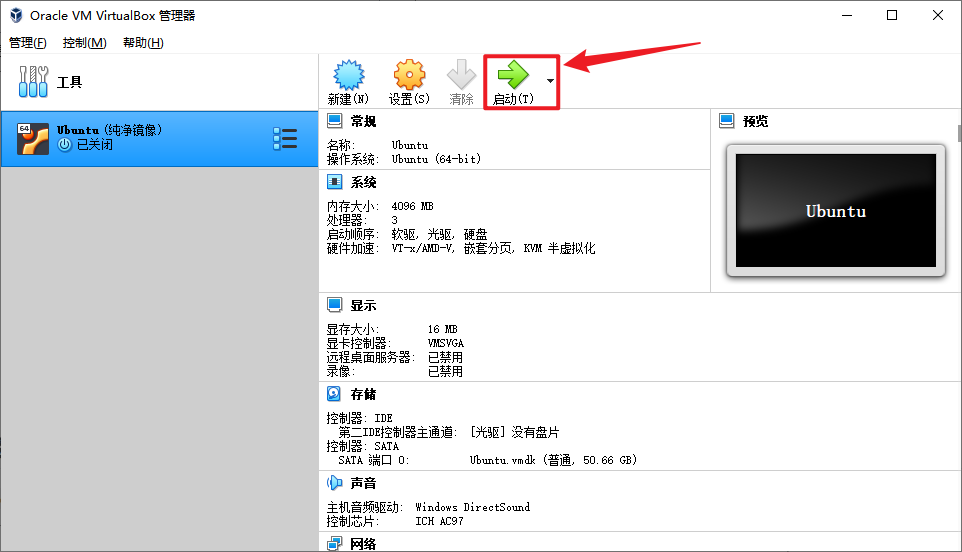 Oracle VM VirtualBox 管理器
管理(F) 控制(M) 帮助(H)
工具
新建(N) 设置(S) 清除 启动(T)
64
Ubuntu (纯净镜像)
已关闭
常规
名称: Ubuntu
操作系统: Ubuntu (64-bit)
系统
内存大小: 4096 MB
处理器: 3
启动顺序: 软驱, 光驱, 硬盘
硬件加速: VT-x/AMD-V, 嵌套分页, KVM 半虚拟化
预览
Ubuntu
显示
显存大小: 16 MB
显卡控制器: VMSVGA
远程桌面服务器: 已禁用
录像: 已禁用
存储
控制器: IDE
第二IDE控制器主通道: [光驱] 没有盘片
控制器: SATA
SATA 端口 0: Ubuntu.vmdk (普通, 50.66 GB)
声音
主机音频驱动: Windows DirectSound
控制芯片: ICH AC97
网络